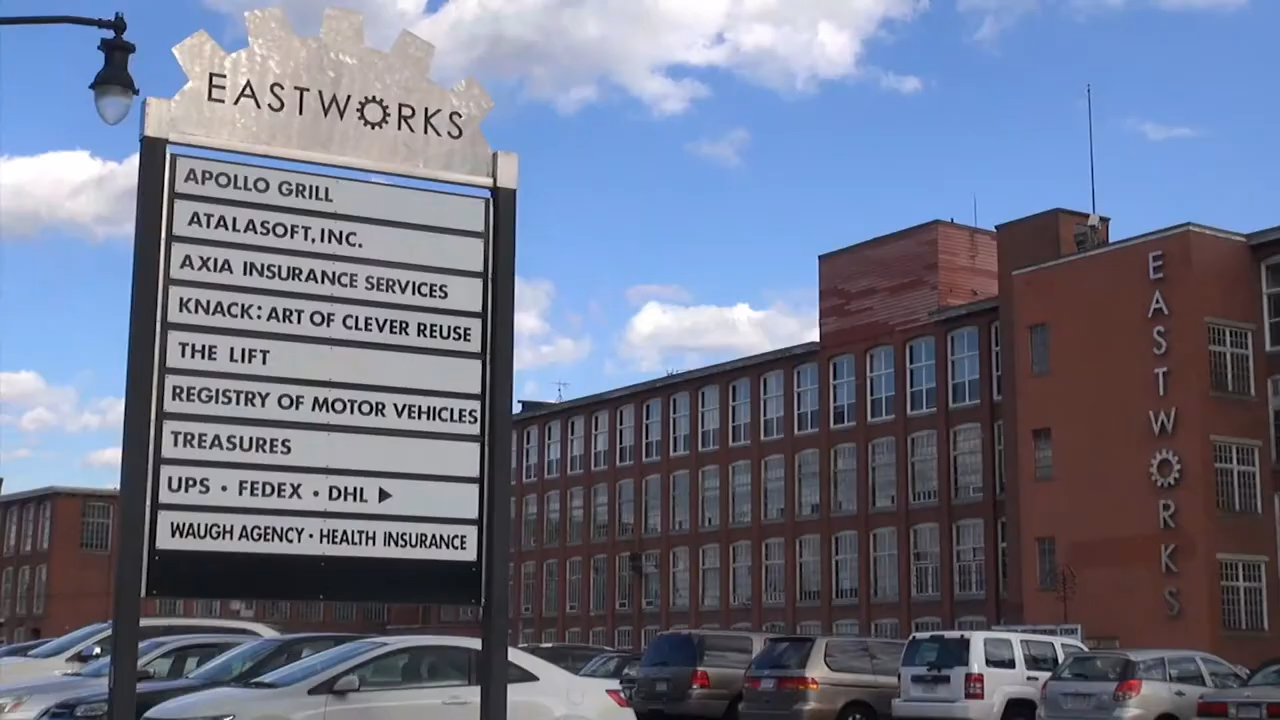 EASTWORKS
APOLLO GRILL
ATALASOFT, INC.
AXIA INSURANCE SERVICES
KNACK: ART OF CLEVER REUSE
THE LIFT
REGISTRY OF MOTOR VEHICLES
TREASURES
UPS • FEDEX • DHL ▶
WAUGH AGENCY • HEALTH INSURANCE
EASTWORKS